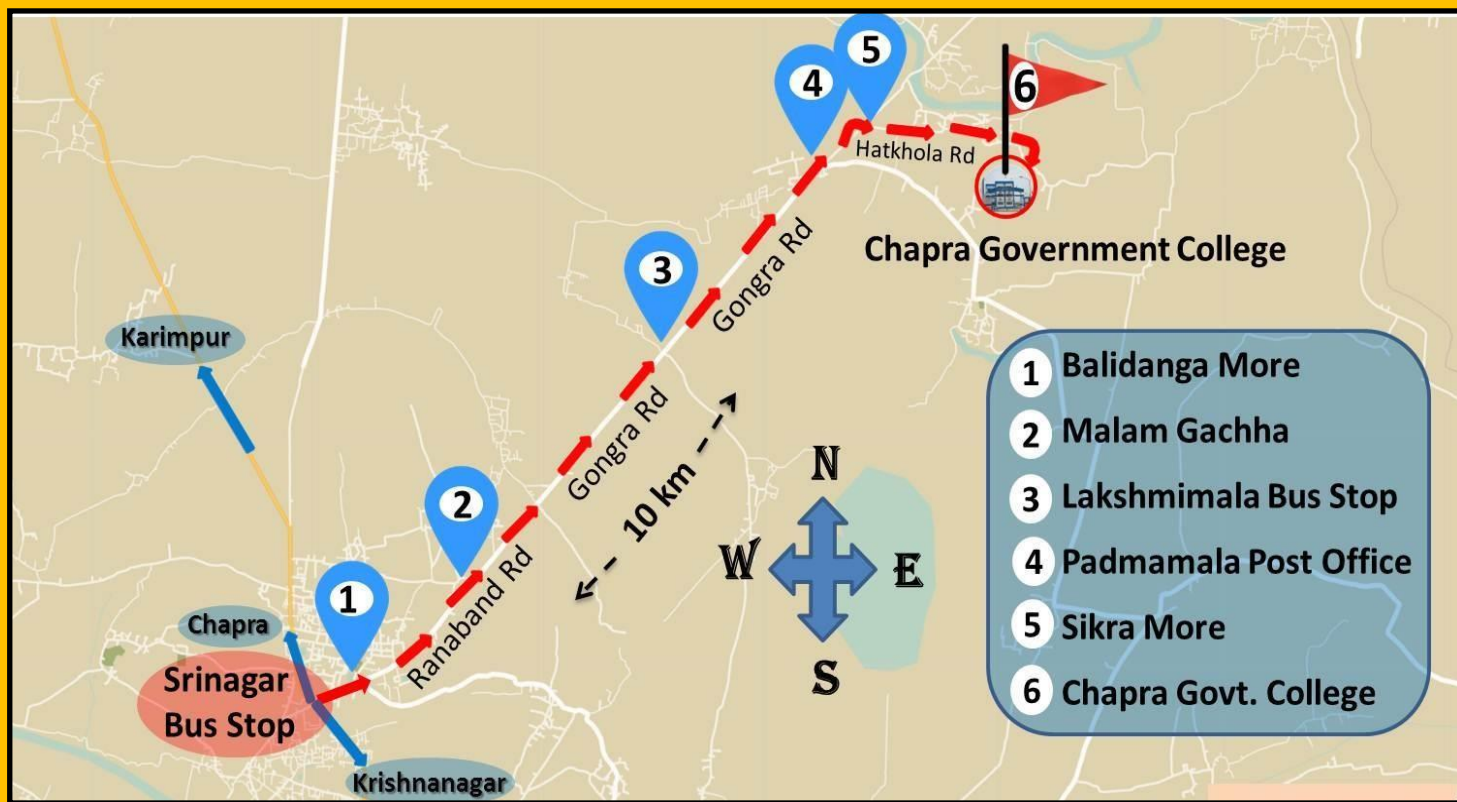 5
4
6
Hatkhola Rd
Chapra Government College
3
Gongra Rd
Karimpur
Gongra Rd
10 km
2
Ranaband Rd
1
Chapra
Srinagar
Bus Stop
Krishnanagar
N
W
E
S
1 Balidanga More
2 Malam Gachha
3 Lakshmimala Bus Stop
4 Padmamala Post Office
5 Sikra More
6 Chapra Govt. College